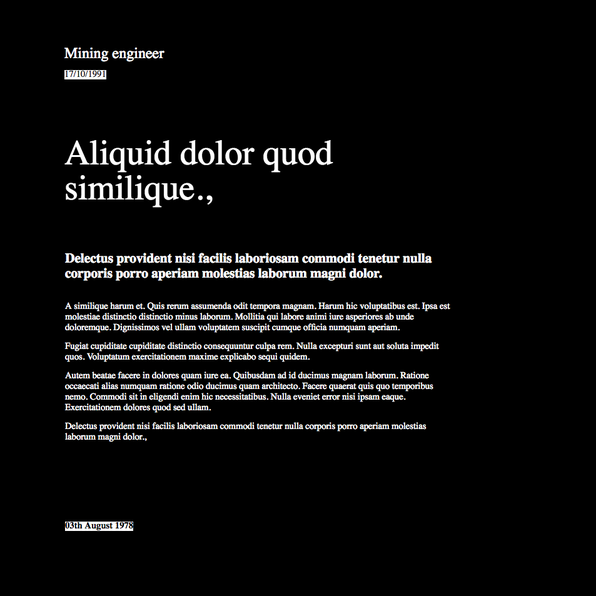 Mining engineer
17/10/1991
Aliquid dolor quod
similique.,
Delectus provident nisi facilis laboriosam commodi tenetur nulla
corporis porro aperiam molestias laborum magni dolor.
A similique harum et. Quis rerum assumenda odit tempora magnam. Harum hic voluptatibus est. Ipsa est
molestiae distinctio distinctio minus laborum. Mollitia qui labore animi iure asperiores ab unde
doloremque. Dignissimos vel ullam voluptatem suscipit cumque officia numquam aperiam.
Fugiat cupiditate cupiditate distinctio consequuntur culpa rem. Nulla excepturi sunt aut soluta impedit
quos. Voluptatum exercitationem maxime explicabo sequi quidem.
Autem beatae facere in dolores quam iure ea. Quibusdam ad id ducimus magnam laborum. Ratione
occaecati alias numquam ratione odio ducimus quam architecto. Facere quaerat quis quo temporibus
nemo. Commodi sit in eligendi enim hic necessitatibus. Nulla eveniet error nisi ipsam eaque.
Exercitationem dolores quod sed ullam.
Delectus provident nisi facilis laboriosam commodi tenetur nulla corporis porro aperiam molestias
laborum magni dolor.,
03th August 1978